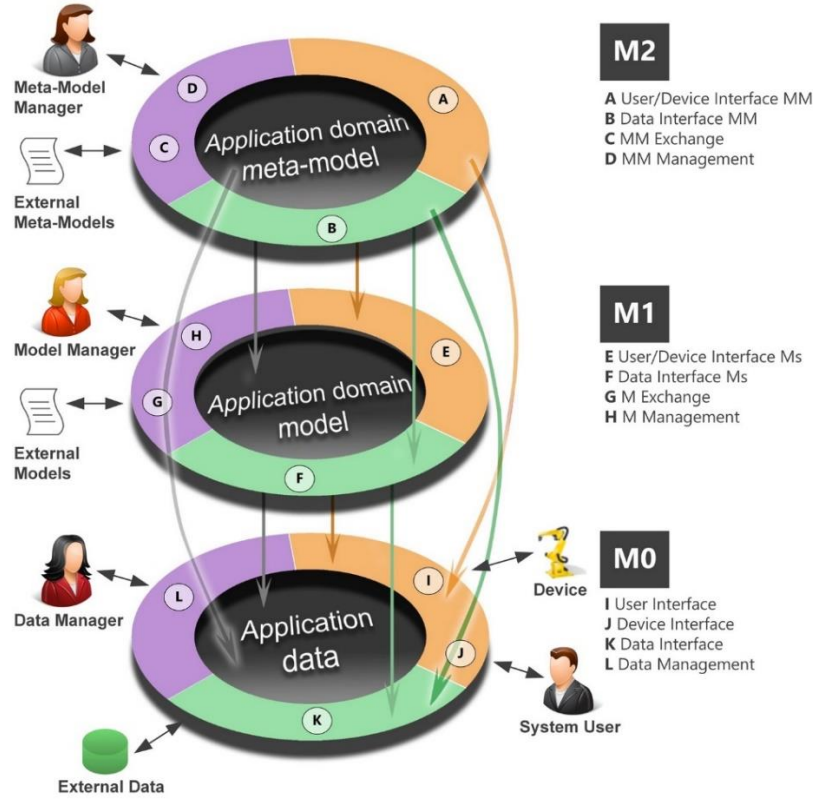 Meta-Model
Manager
External
Meta-Models
D
C
A
B
Application domain
meta-model
M2
A User/Device Interface MM
B Data Interface MM
C MM Exchange
D MM Management
Model Manager
External
Models
H
G
E
F
Application domain
model
M1
E User/Device Interface Ms
F Data Interface Ms
G M Exchange
H M Management
Data Manager
External Data
L
I
J
K
Application
data
Device
System User
M0
I User Interface
J Device Interface
K Data Interface
L Data Management